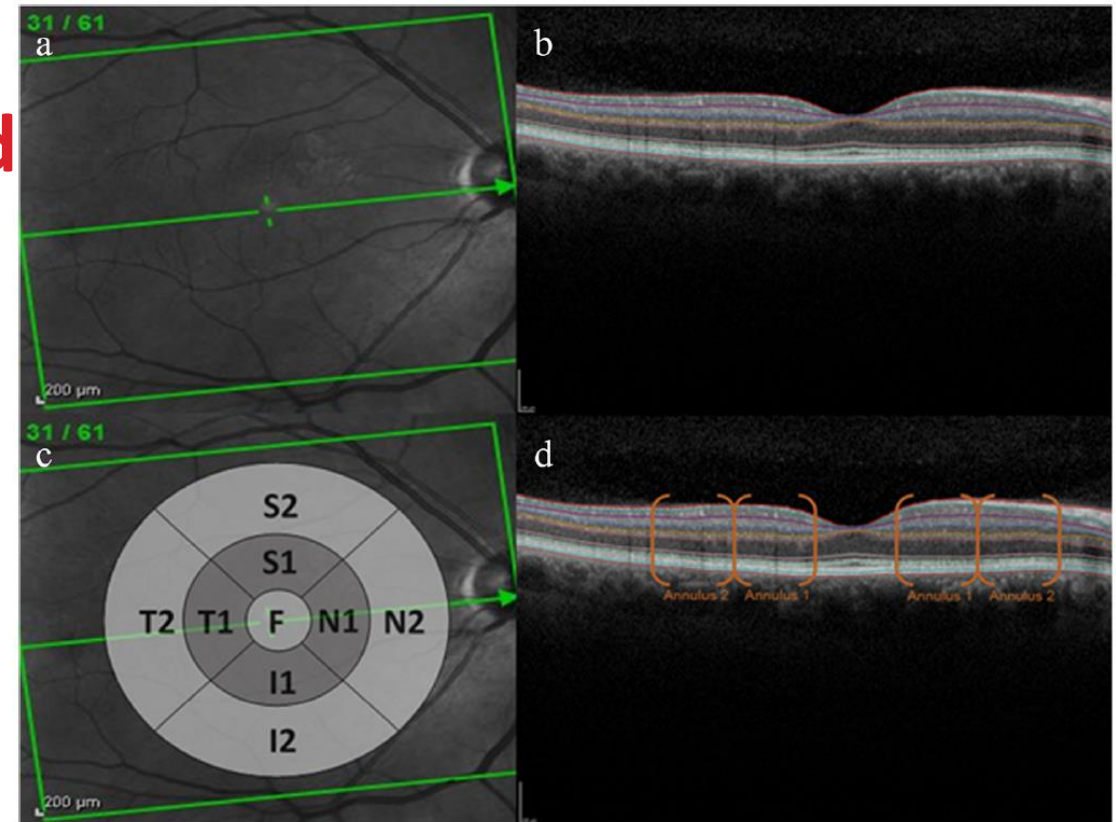 31 / 61
a
b
d
200 µm
31 / 61
c
d
S2
S1
T2 T1 F N1 N2
I1
I2
200 µm
Annulus 2 Annulus 1 Annulus 1 Annulus 2